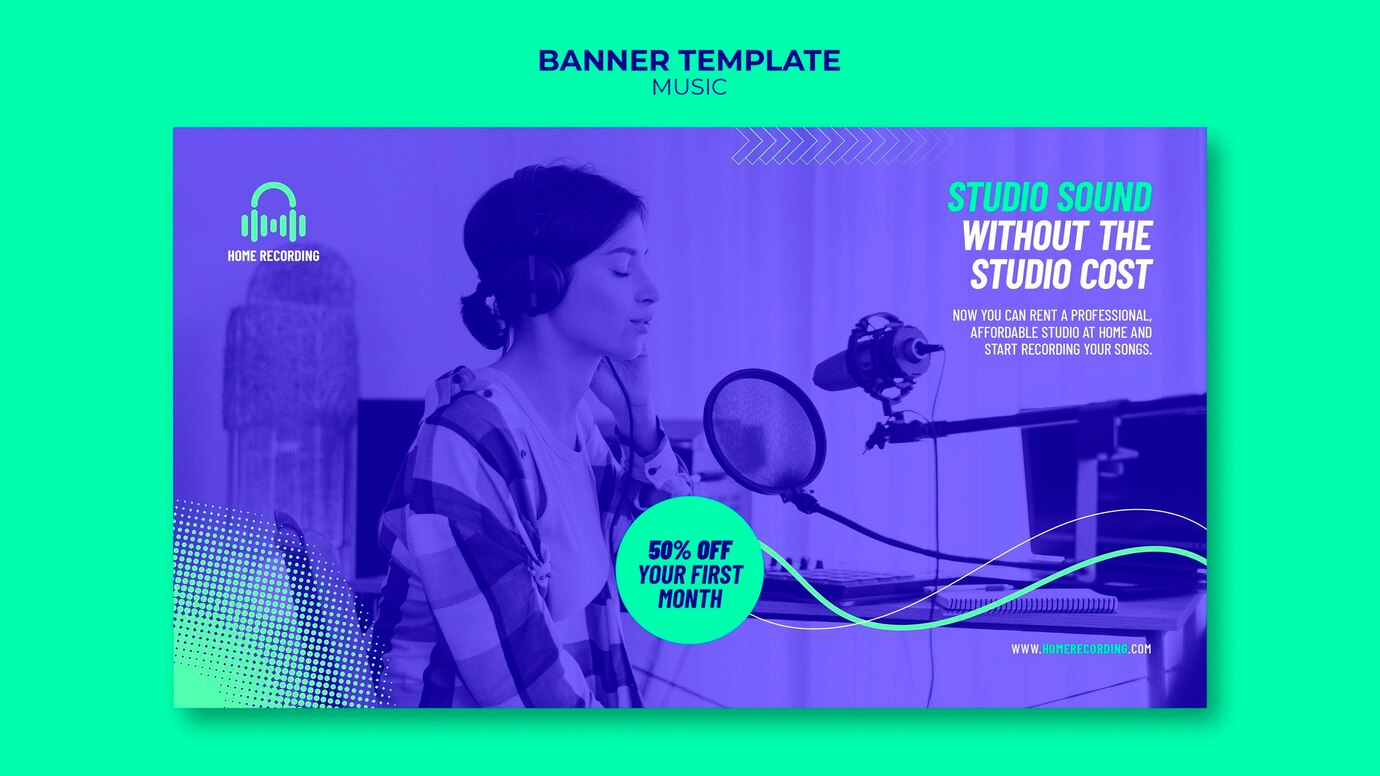 BANNER TEMPLATE
MUSIC
HOME RECORDING
STUDIO SOUND
WITHOUT THE
STUDIO COST
NOW YOU CAN RENT A PROFESSIONAL,
AFFORDABLE STUDIO AT HOME AND
START RECORDING YOUR SONGS.
50% OFF
YOUR FIRST
MONTH
WWW.HOMERECORDING.COM